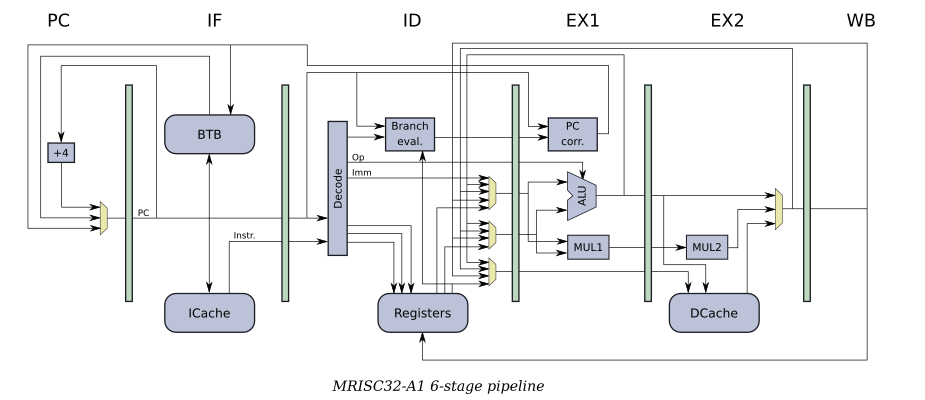 PC IF ID EX1 EX2 WB
BTB
Branch
eval.
PC
corr.
+4
Decode
Op
Imm
ALU
PC
Instr.
MUL1
MUL2
ICache
Registers
DCache
MRISC32-A1 6-stage pipeline